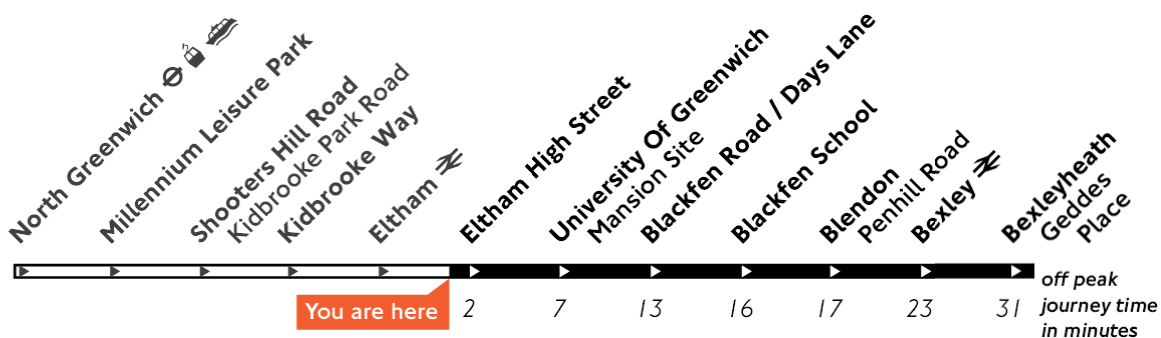 North Greenwich
Millennium Leisure Park
Shooters Hill Road
Kidbrooke Park Road
Kidbrooke Way
Eltham
Eltham High Street
University Of Greenwich
Mansion Site
Blackfen Road / Days Lane
Blackfen School
Blendon
Penhill Road
Bexley
Bexleyheath
Geddes
Place
You are here
2 7 13 16 17 23 31
off peak
journey time
in minutes